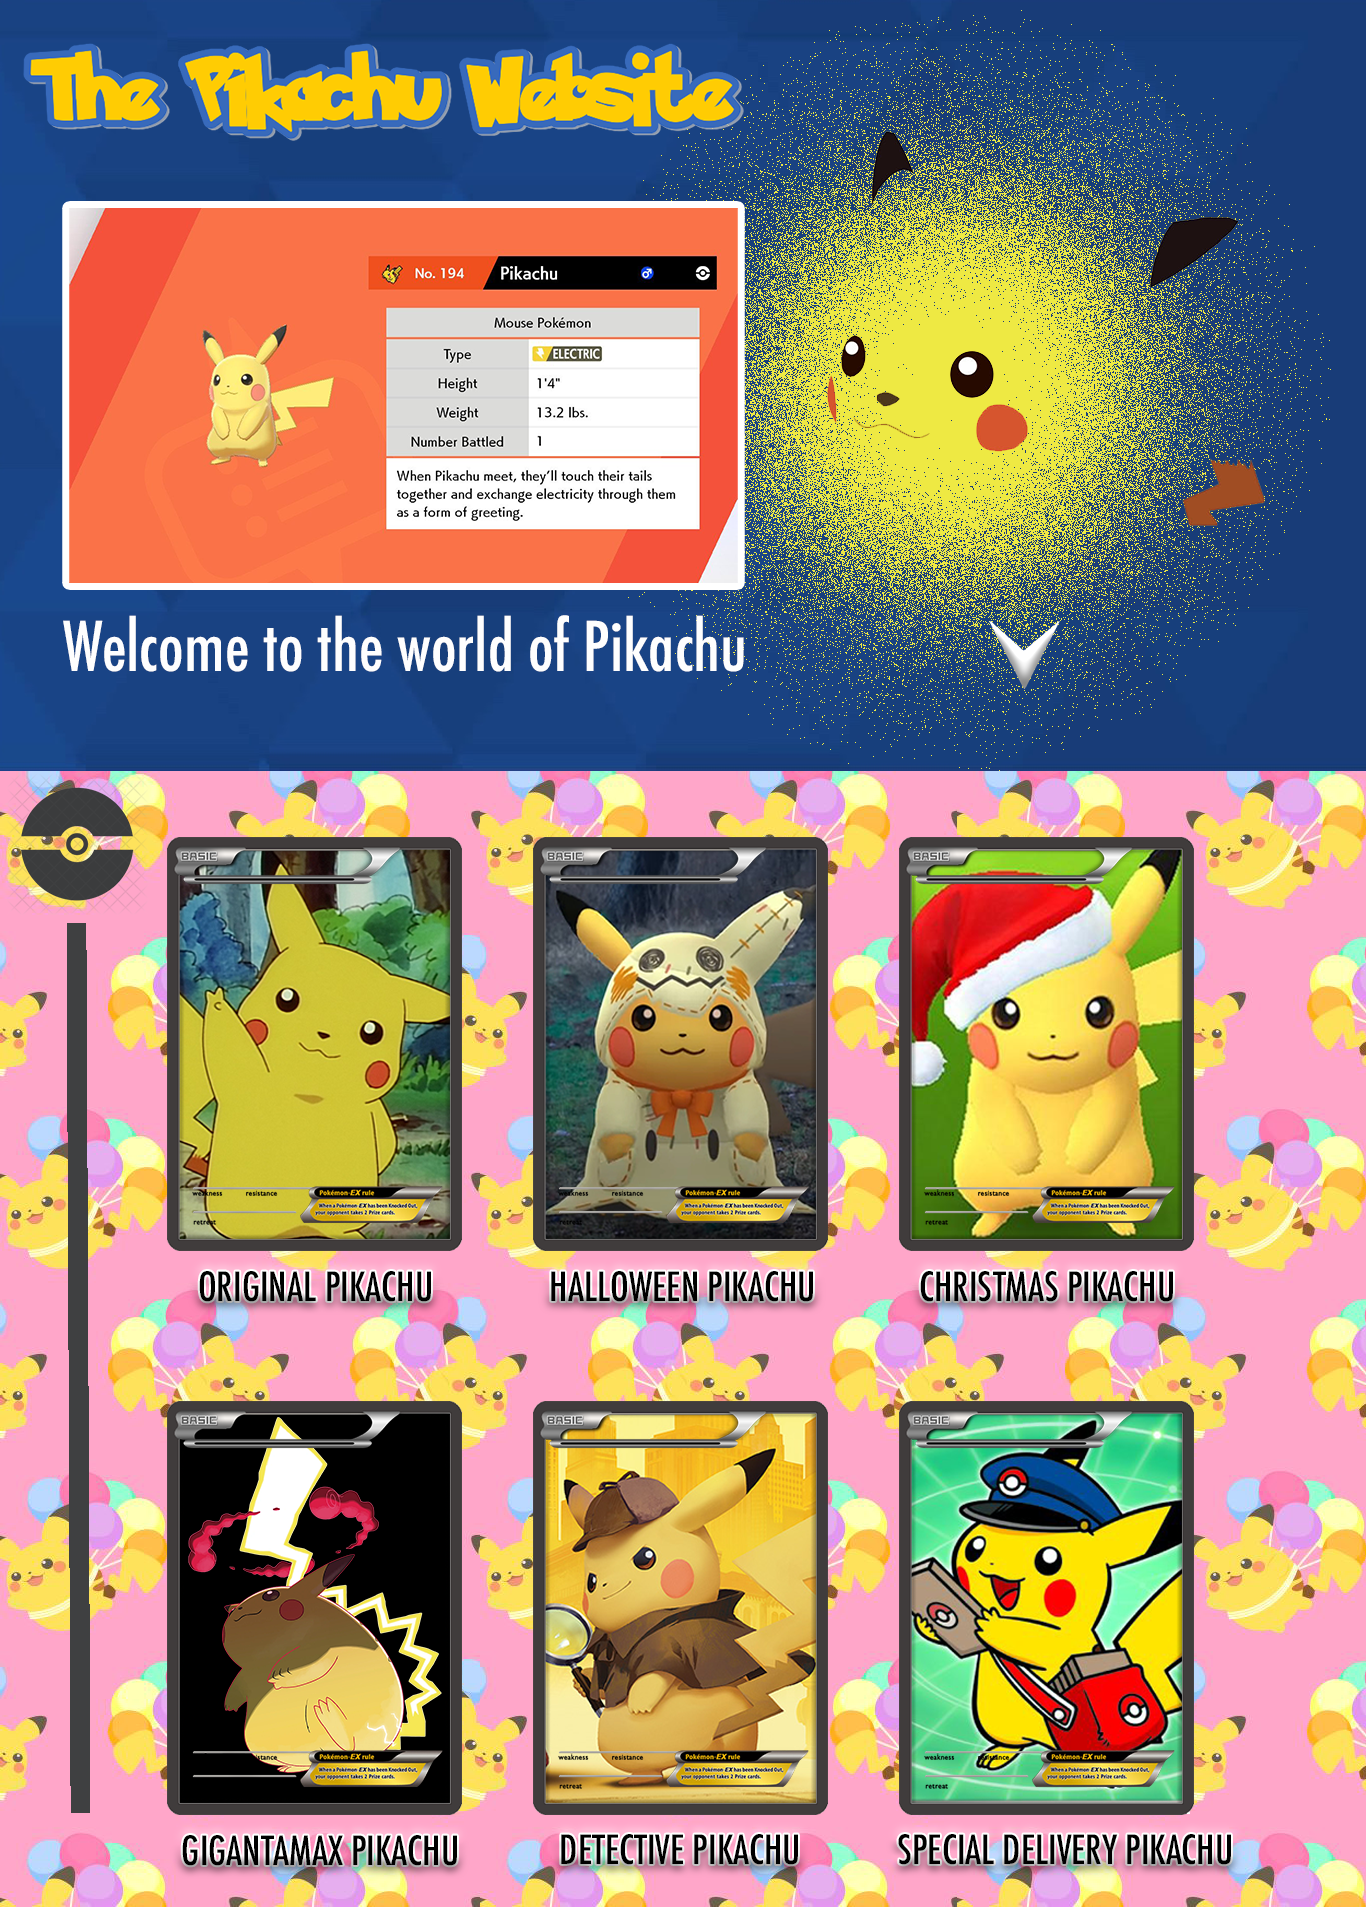 The Pikachu Website
No. 194 Pikachu
Mouse Pokémon
Type ELECTRIC
Height 1'4"
Weight 13.2 lbs.
Number Battled 1
When Pikachu meet, they'll touch their tails
together and exchange electricity through them
as a form of greeting.
Welcome to the world of Pikachu
BASIC
weakness resistance Pokémon-EX rule
When a Pokémon-EX has been Knocked Out,
your opponent takes 2 Prize cards.
retreat
ORIGINAL PIKACHU
BASIC
weakness resistance Pokémon-EX rule
When a Pokémon-EX has been Knocked Out,
your opponent takes 2 Prize cards.
retreat
HALLOWEEN PIKACHU
BASIC
weakness resistance Pokémon-EX rule
When a Pokémon-EX has been Knocked Out,
your opponent takes 2 Prize cards.
retreat
CHRISTMAS PIKACHU
BASIC
Pokémon-EX rule
When a Pokémon-EX has been Knocked Out,
your opponent takes 2 Prize cards.
GIGANTAMAX PIKACHU
BASIC
weakness resistance Pokémon-EX rule
When a Pokémon-EX has been Knocked Out,
your opponent takes 2 Prize cards.
retreat
DETECTIVE PIKACHU
BASIC
weakness resistance Pokémon-EX rule
When a Pokémon-EX has been Knocked Out,
your opponent takes 2 Prize cards.
retreat
SPECIAL DELIVERY PIKACHU